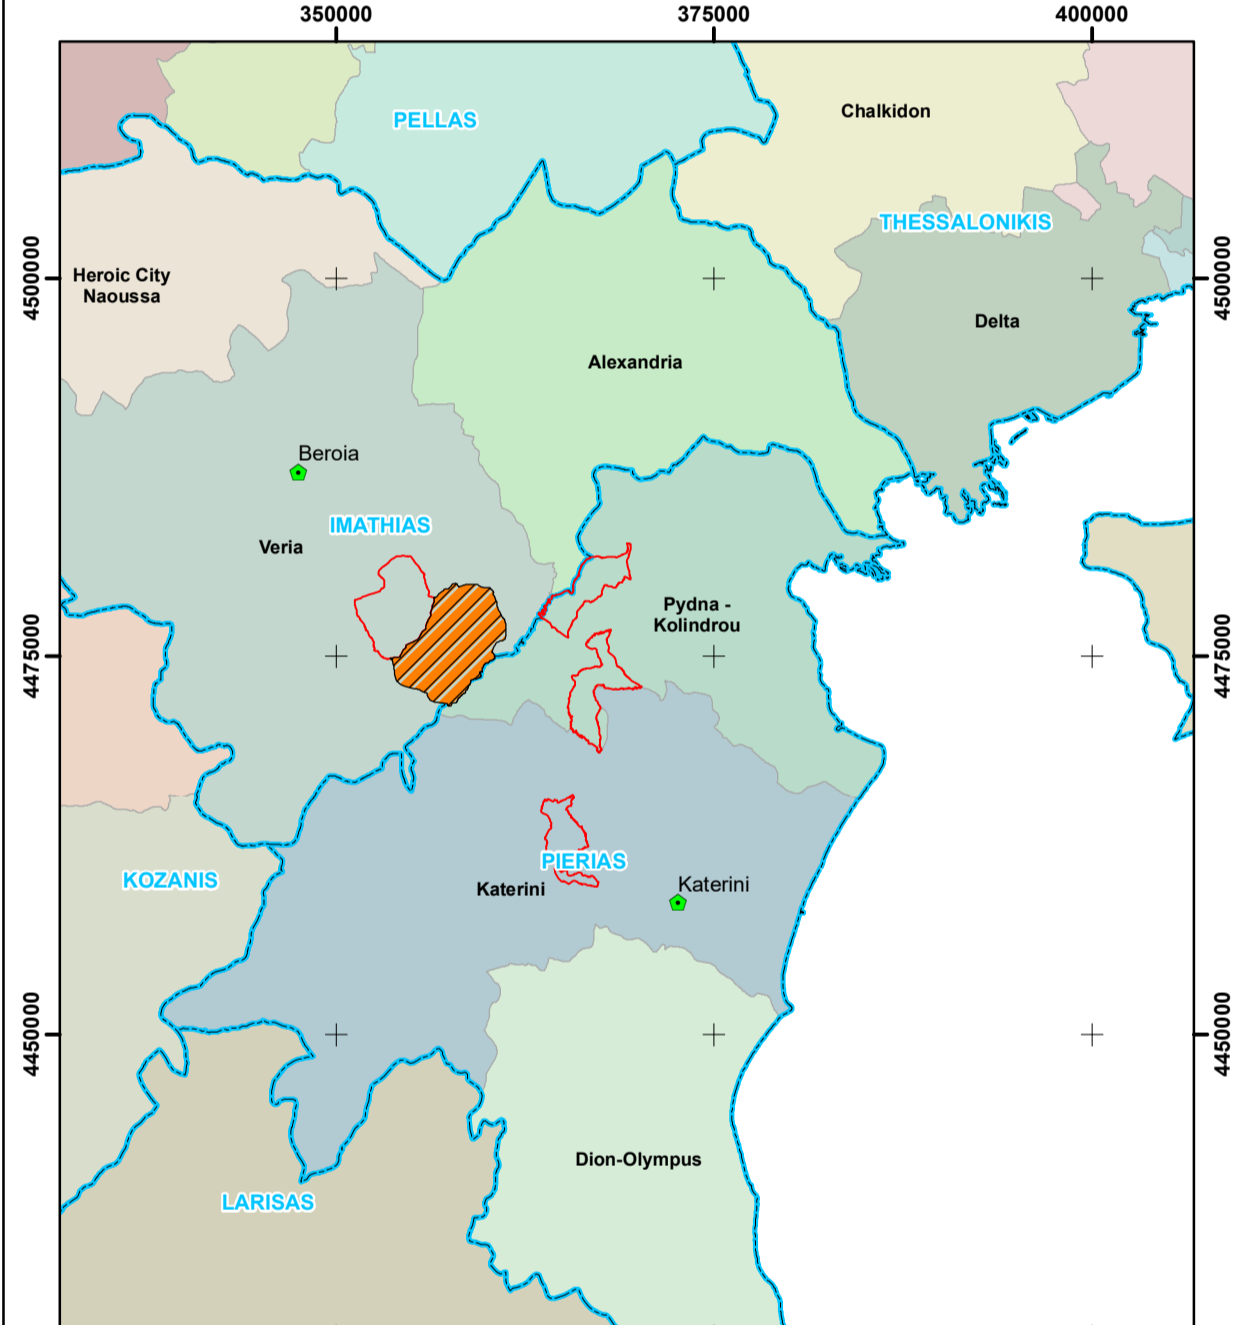 350000 375000 400000
Chalkidon
PELLAS
THESSALONIKIS
Heroic City
Naoussa
4500000 4500000
Delta
Alexandria
Beroia
IMATHIAS
Veria
Pydna -
Kolindrou
4475000 4475000
PIERIAS
KOZANIS
Katerini
Katerini
4450000 4450000
Dion-Olympus
LARISAS